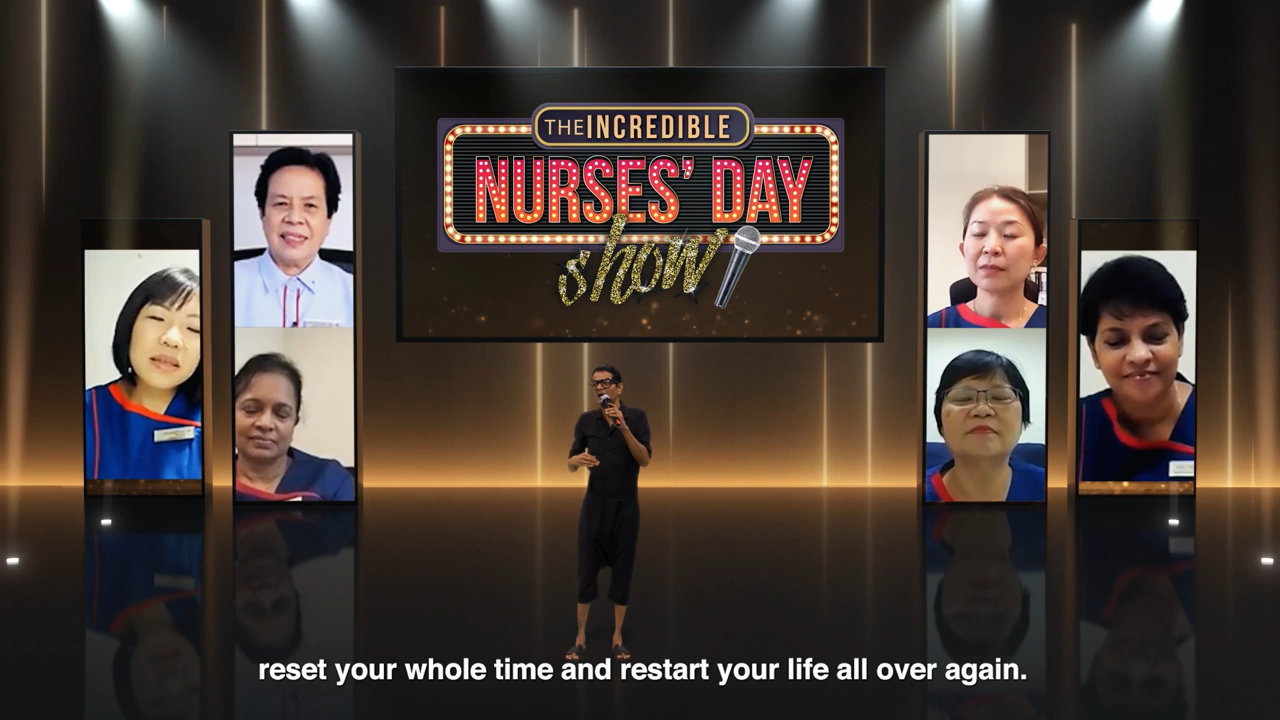 THE INCREDIBLE
NURSES' DAY
show
reset your whole time and restart your life all over again.